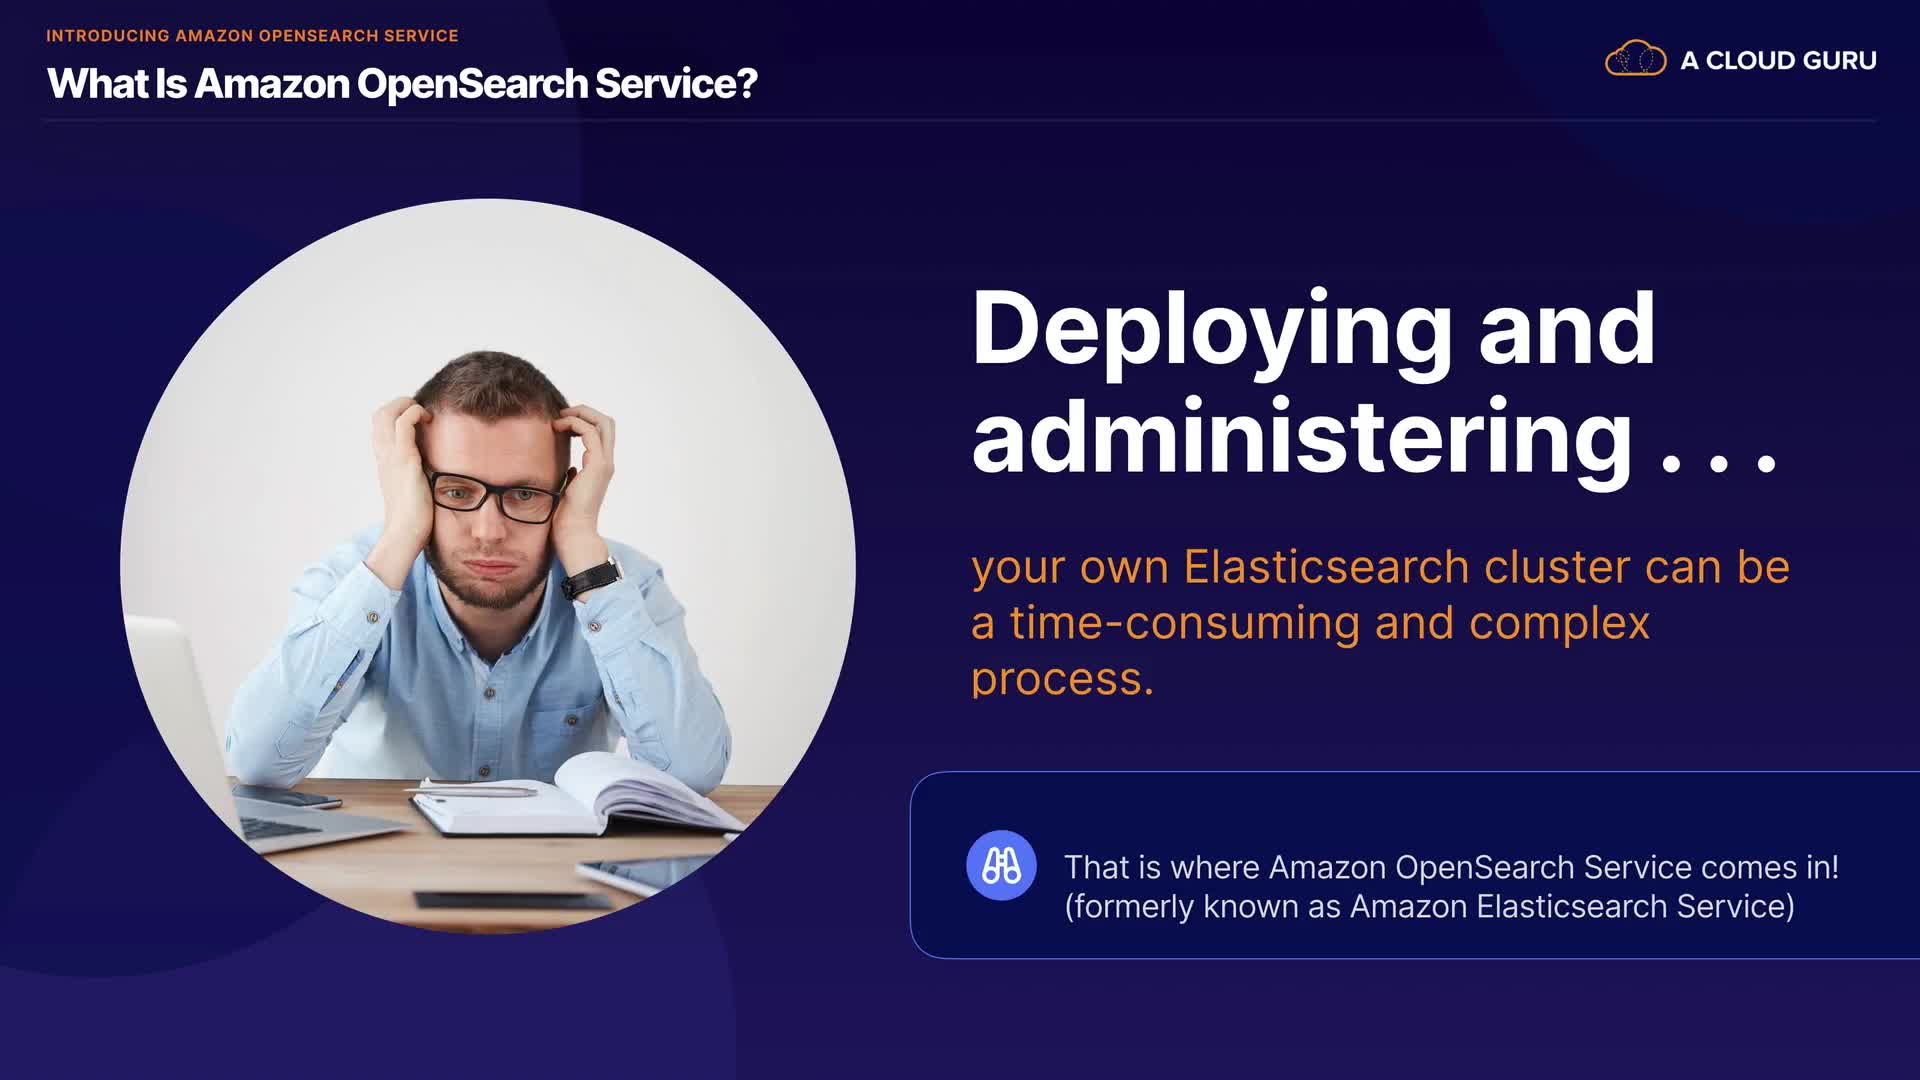 INTRODUCING AMAZON OPENSEARCH SERVICE
What Is Amazon OpenSearch Service?
A CLOUD GURU
Deploying and
administering . . .
your own Elasticsearch cluster can be
a time-consuming and complex
process.
That is where Amazon OpenSearch Service comes in!
(formerly known as Amazon Elasticsearch Service)